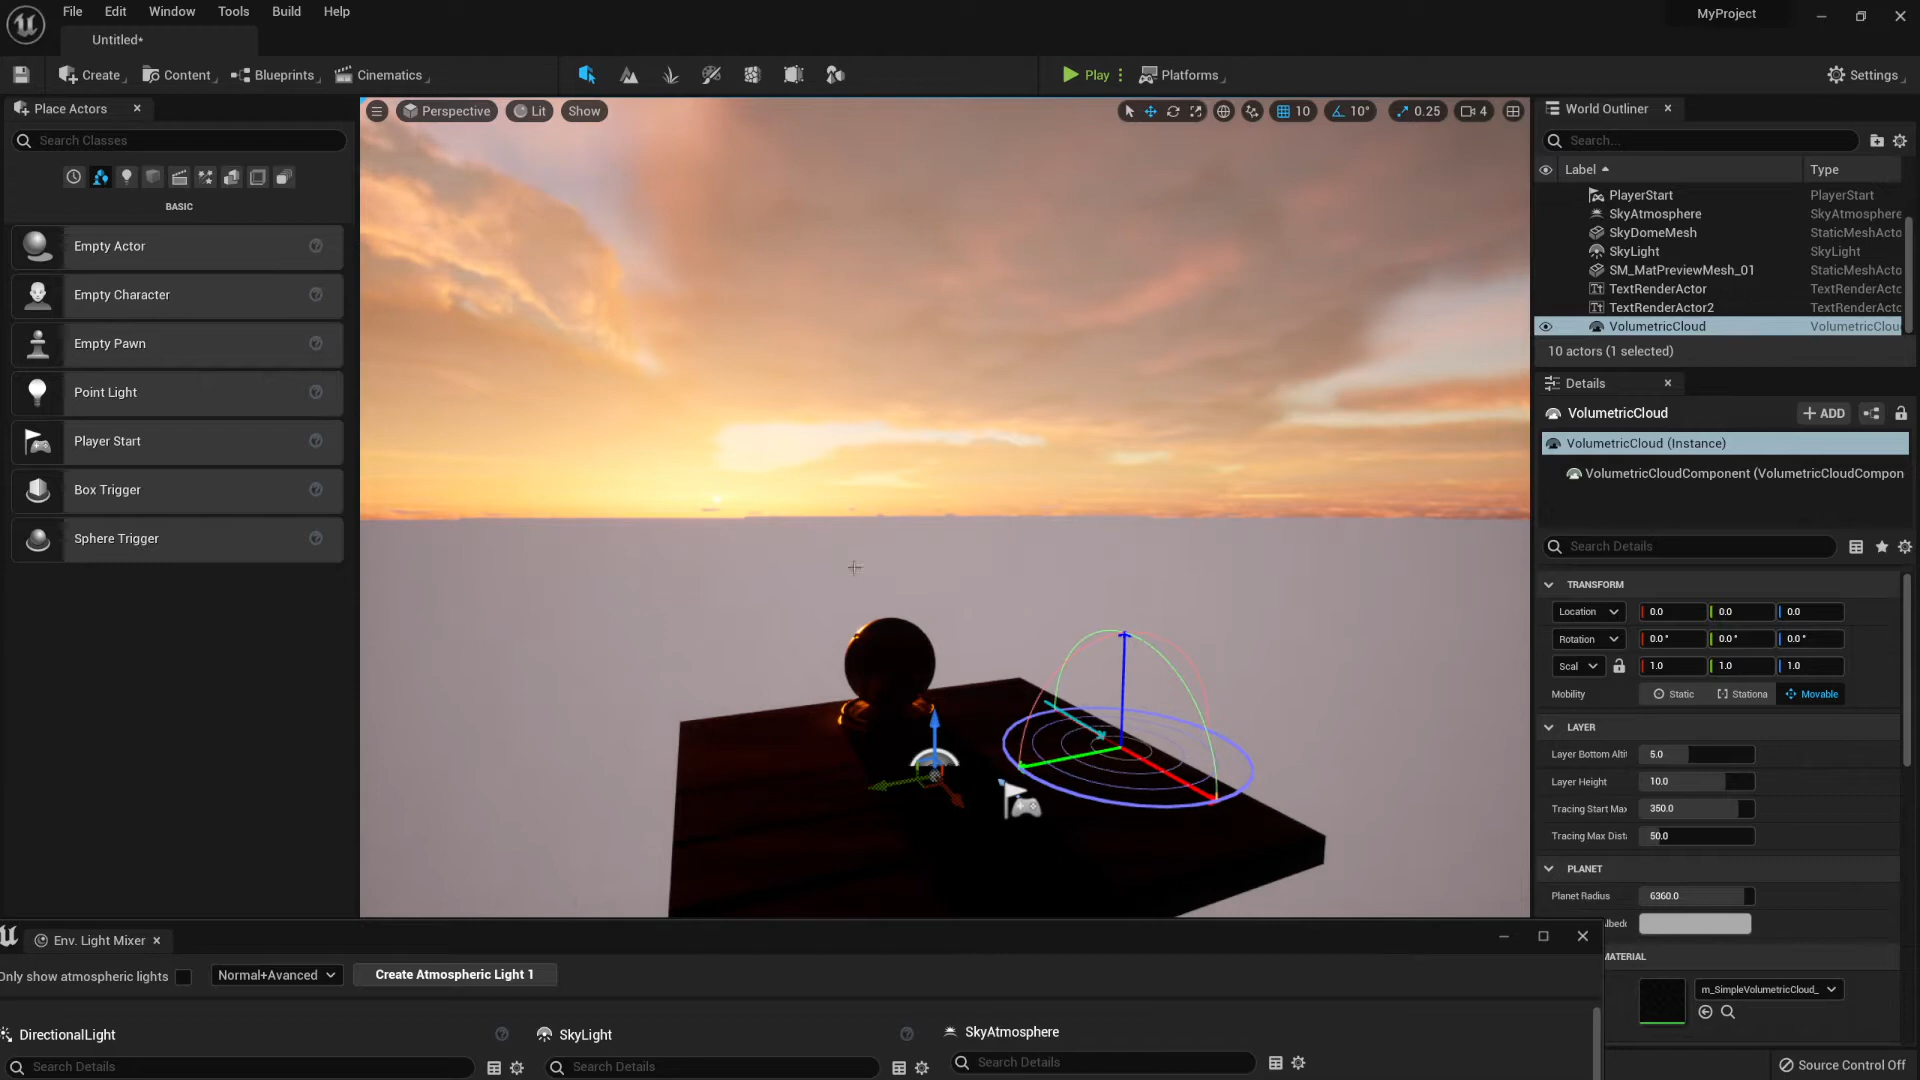 File Edit Window Tools Build Help
MyProject
Untitled*
Create Content Blueprints Cinematics
Play Platforms
Settings
Place Actors
Search Classes
BASIC
Empty Actor
Empty Character
Empty Pawn
Point Light
Player Start
Box Trigger
Sphere Trigger
Perspective Lit Show
10 10° 0.25 4
World Outliner
Search...
Label Type
PlayerStart PlayerStart
SkyAtmosphere SkyAtmosphere
SkyDomeMesh StaticMeshActo
SkyLight SkyLight
SM_MatPreviewMesh_01 StaticMeshActo
TextRenderActor TextRenderActo
TextRenderActor2 TextRenderActo
VolumetricCloud VolumetricClou
10 actors (1 selected)
Details
VolumetricCloud
ADD
VolumetricCloud (Instance)
VolumetricCloudComponent (VolumetricCloudCompon
Search Details
TRANSFORM
Location 0.0 0.0 0.0
Rotation 0.0° 0.0° 0.0°
Scal 1.0 1.0 1.0
Mobility Static Stationa Movable
LAYER
Layer Bottom Altit 5.0
Layer Height 10.0
Tracing Start Max 350.0
Tracing Max Dista 50.0
PLANET
Planet Radius 6360.0
lbedo
MATERIAL
m_SimpleVolumetricCloud_
Env. Light Mixer
Only show atmospheric lights
Normal+Avanced
Create Atmospheric Light 1
DirectionalLight
Search Details
SkyLight
Search Details
SkyAtmosphere
Search Details
Source Control Off